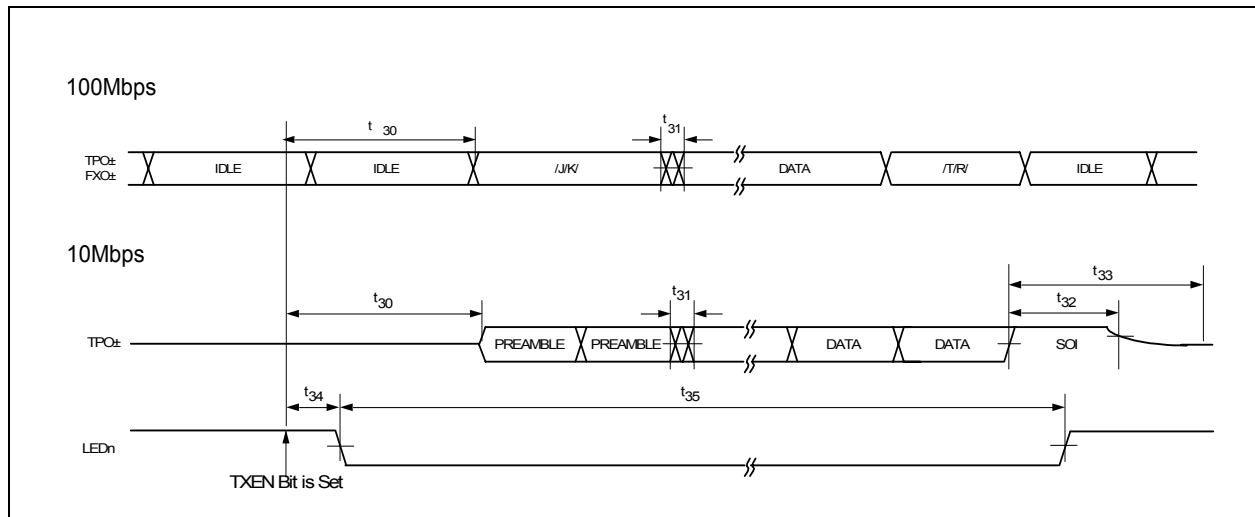 100Mbps
t30
t31
TPO±
FXO±
IDLE IDLE /J/K/ DATA /T/R/ IDLE
10Mbps
t33
t30 t31 t32
TPO± PREAMBLE PREAMBLE DATA DATA SOI
t34 t35
LEDn
TXEN Bit is Set